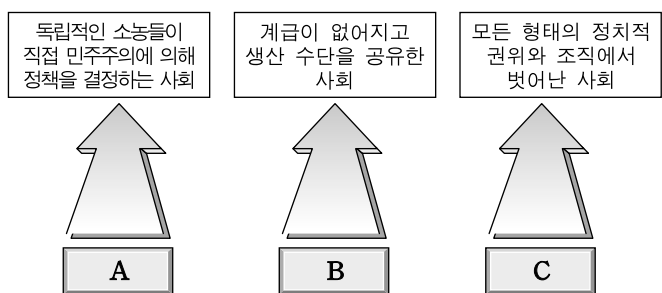 독립적인 소농들이
직접 민주주의에 의해
정책을 결정하는 사회
계급이 없어지고
생산 수단을 공유한
사회
모든 형태의 정치적
권위와 조직에서
벗어난 사회
A
B
C